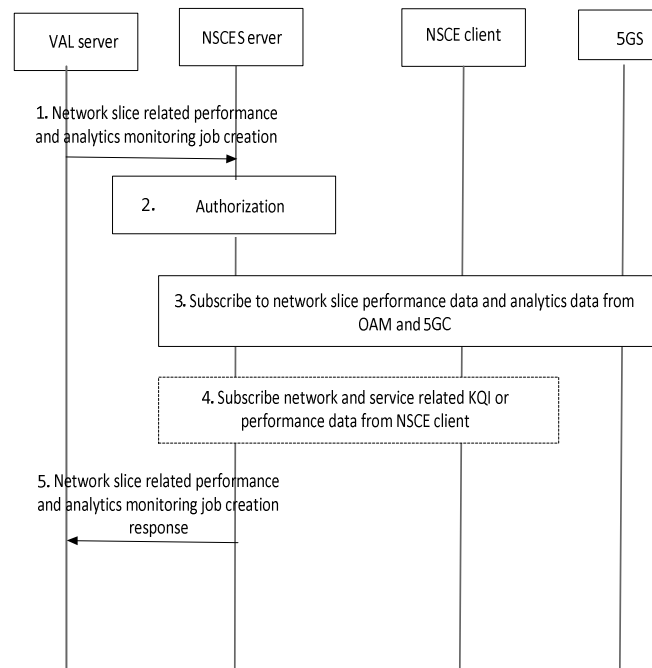 VAL server
NSCES erver
NSCE client
5GS
1. Network slice related performance
and analytics monitoring job creation
2. Authorization
3. Subscribe to network slice performance data and analytics data from
OAM and 5GC
4. Subscribe network and service related KQI or
performance data from NSCE client
5. Network slice related performance
and analytics monitoring job creation
response